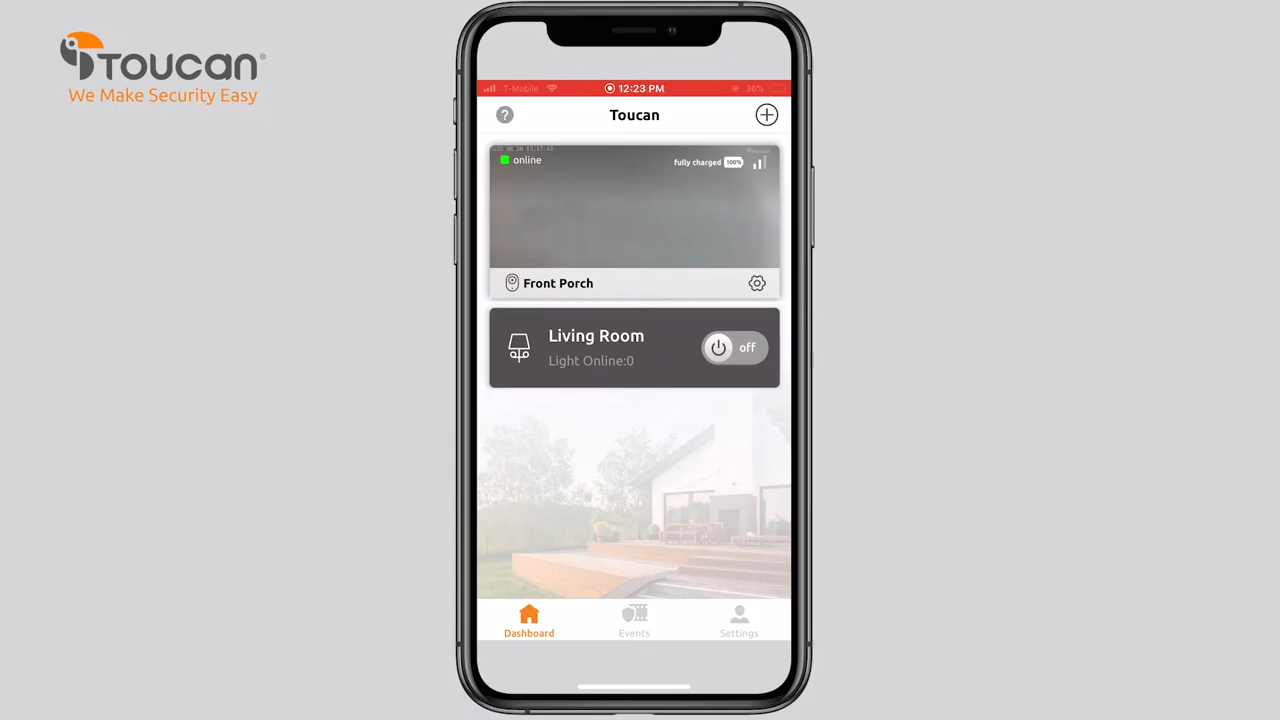 Toucan®
We Make Security Easy
T-Mobile
12:23 PM
36%
?
Toucan
online
fully charged 100%
Front Porch
Living Room
off
Light Online:0
Dashboard
Events
Settings